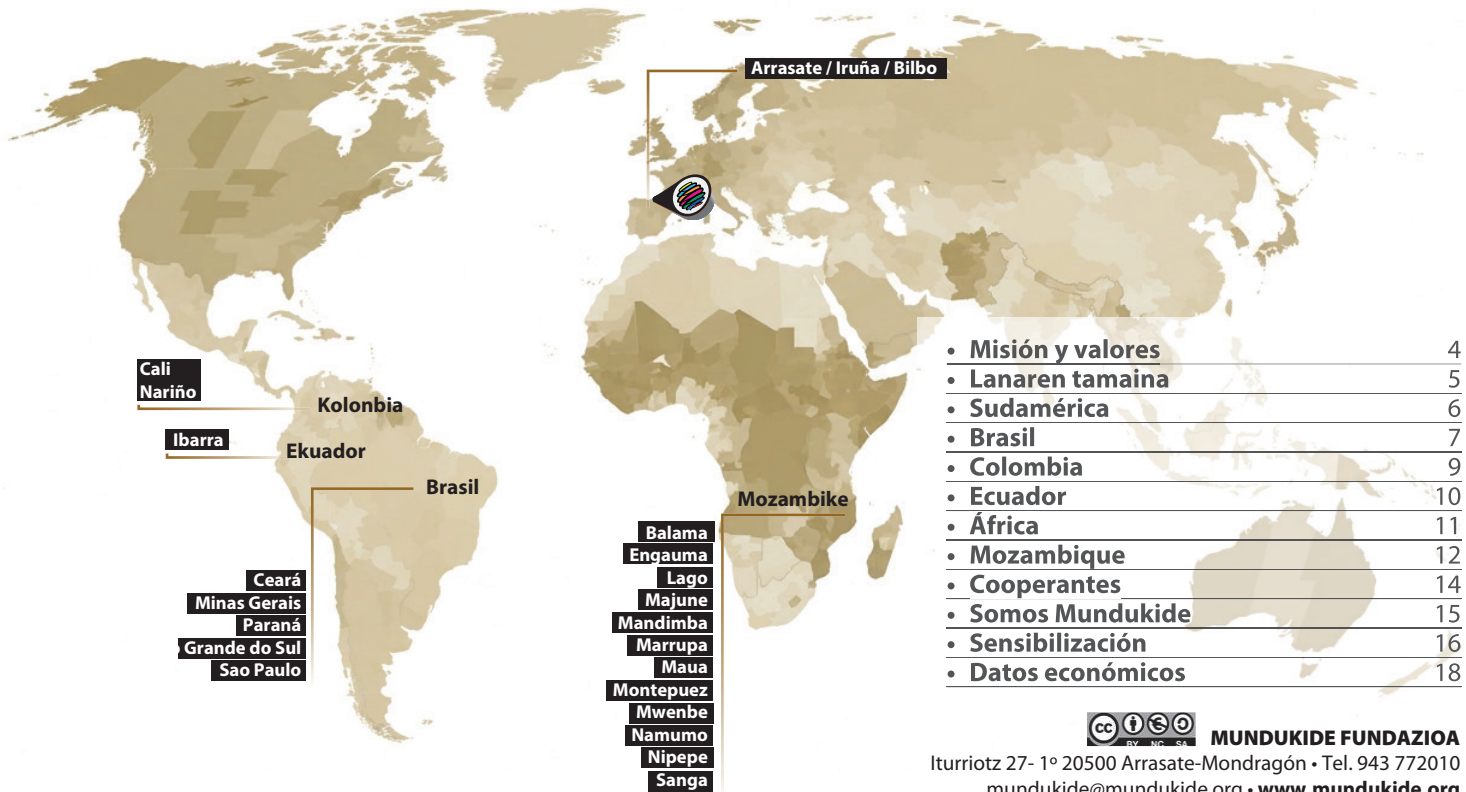 Arrasate / Iruña / Bilbo
Cali
Nariño
Kolonbia
Ibarra
Ekuador
Brasil
Ceará
Minas Gerais
Paraná
Grande do Sul
Sao Paulo
Mozambike
Balama
Engauma
Lago
Majune
Mandimba
Marrupa
Maua
Montepuez
Mwenbe
Namumo
Nipepe
Sanga
• Misión y valores 4
• Lanaren tamaina 5
• Sudamérica 6
• Brasil 7
• Colombia 9
• Ecuador 10
• África 11
• Mozambique 12
• Cooperantes 14
• Somos Mundukide 15
• Sensibilización 16
• Datos económicos 18
cc BY NC SA MUNDUKIDE FUNDAZIOA
Iturriotz 27- 1º 20500 Arrasate-Mondragón • Tel. 943 772010
mundukide@mundukide.org • www.mundukide.org